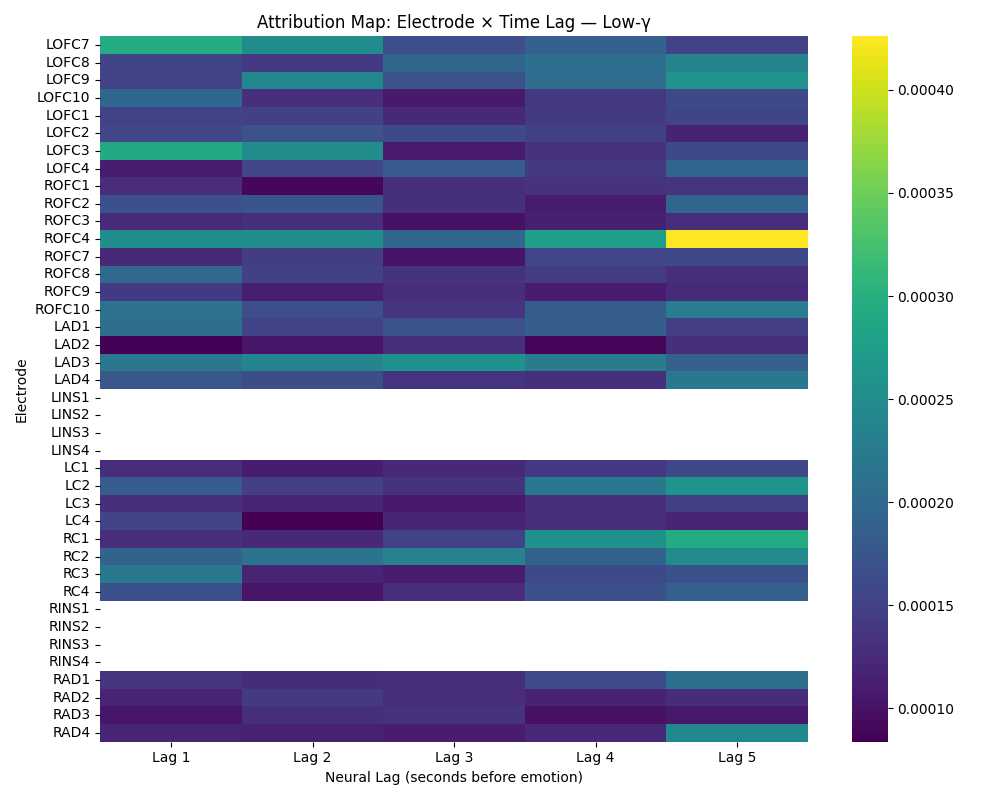 Attribution Map: Electrode × Time Lag — Low-γ
Electrode
LOFC7
LOFC8
LOFC9
LOFC10
LOFC1
LOFC2
LOFC3
LOFC4
ROFC1
ROFC2
ROFC3
ROFC4
ROFC7
ROFC8
ROFC9
ROFC10
LAD1
LAD2
LAD3
LAD4
LINS1
LINS2
LINS3
LINS4
LC1
LC2
LC3
LC4
RC1
RC2
RC3
RC4
RINS1
RINS2
RINS3
RINS4
RAD1
RAD2
RAD3
RAD4
Lag 1 Lag 2 Lag 3 Lag 4 Lag 5
Neural Lag (seconds before emotion)
0.00040
0.00035
0.00030
0.00025
0.00020
0.00015
0.00010